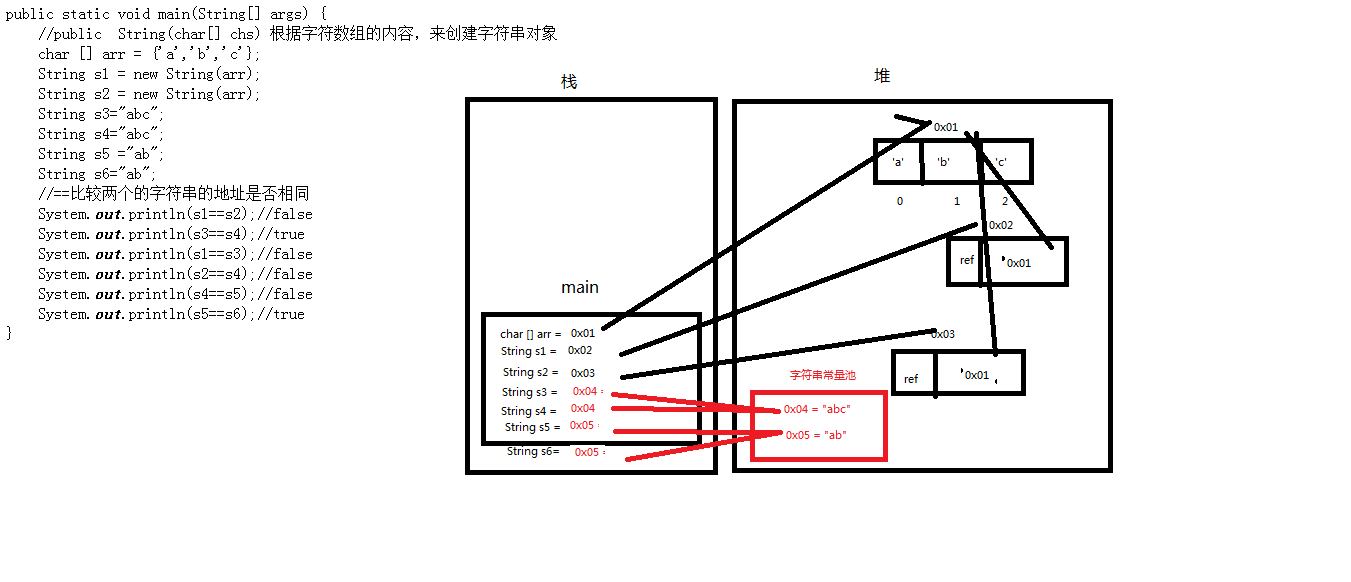 public static void main(String[] args) {
//public  String(char[] chs) 根据字符数组的内容，来创建字符串对象
char [] arr = {'a','b','c'};
String s1 = new String(arr);
String s2 = new String(arr);
String s3="abc";
String s4="abc";
String s5 ="ab";
String s6="ab";
//==比较两个的字符串的地址是否相同
System.out.println(s1==s2);//false
System.out.println(s3==s4);//true
System.out.println(s1==s3);//false
System.out.println(s2==s4);//false
System.out.println(s4==s5);//false
System.out.println(s5==s6);//true
}
栈
main
char [] arr = 0x01
String s1 = 0x02
String s2 = 0x03
String s3 = 0x04
String s4 = 0x04
String s5 = 0x05
String s6= 0x05
堆
0x01
'a' 'b' 'c'
0 1 2
0x02
ref 0x01
0x03
ref 0x01
字符串常量池
0x04 = "abc"
0x05 = "ab"